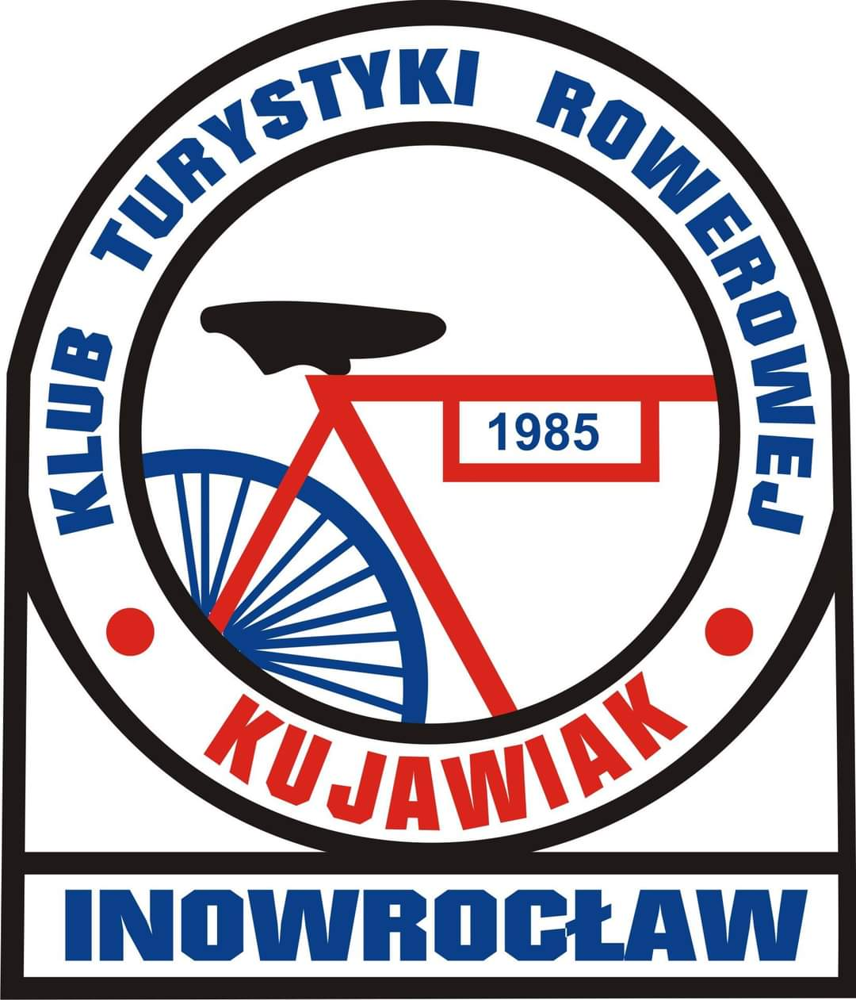 KLUB TURYSTYKI ROWEROWEJ
1985
KUJAWIAK
INOWROCŁAW